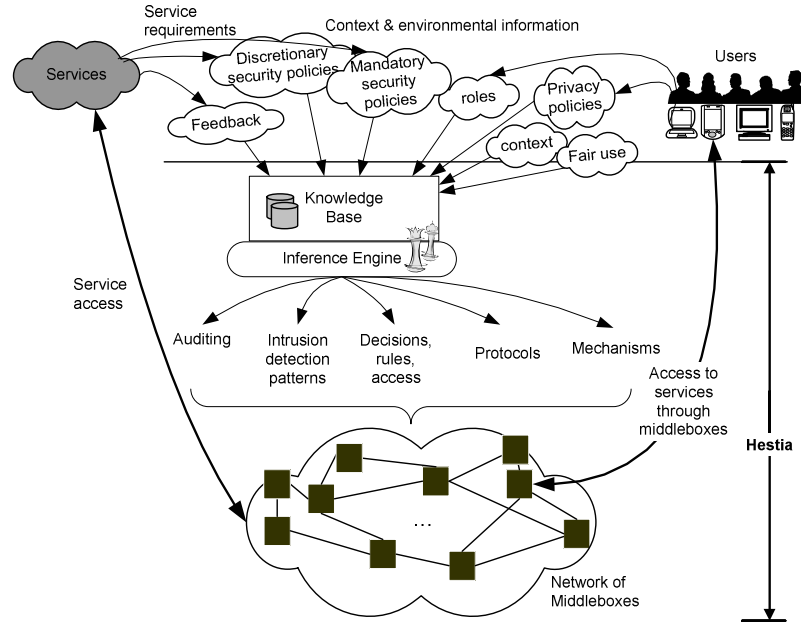 Service
requirements
Context & environmental information
Services
Discretionary
security policies
Mandatory
security
policies
roles
Privacy
policies
Users
Feedback
context
Fair use
Knowledge
Base
Inference Engine
Service
access
Auditing
Intrusion
detection
patterns
Decisions,
rules,
access
Protocols
Mechanisms
Access to
services
through
middleboxes
Hestia
...
Network of
Middleboxes